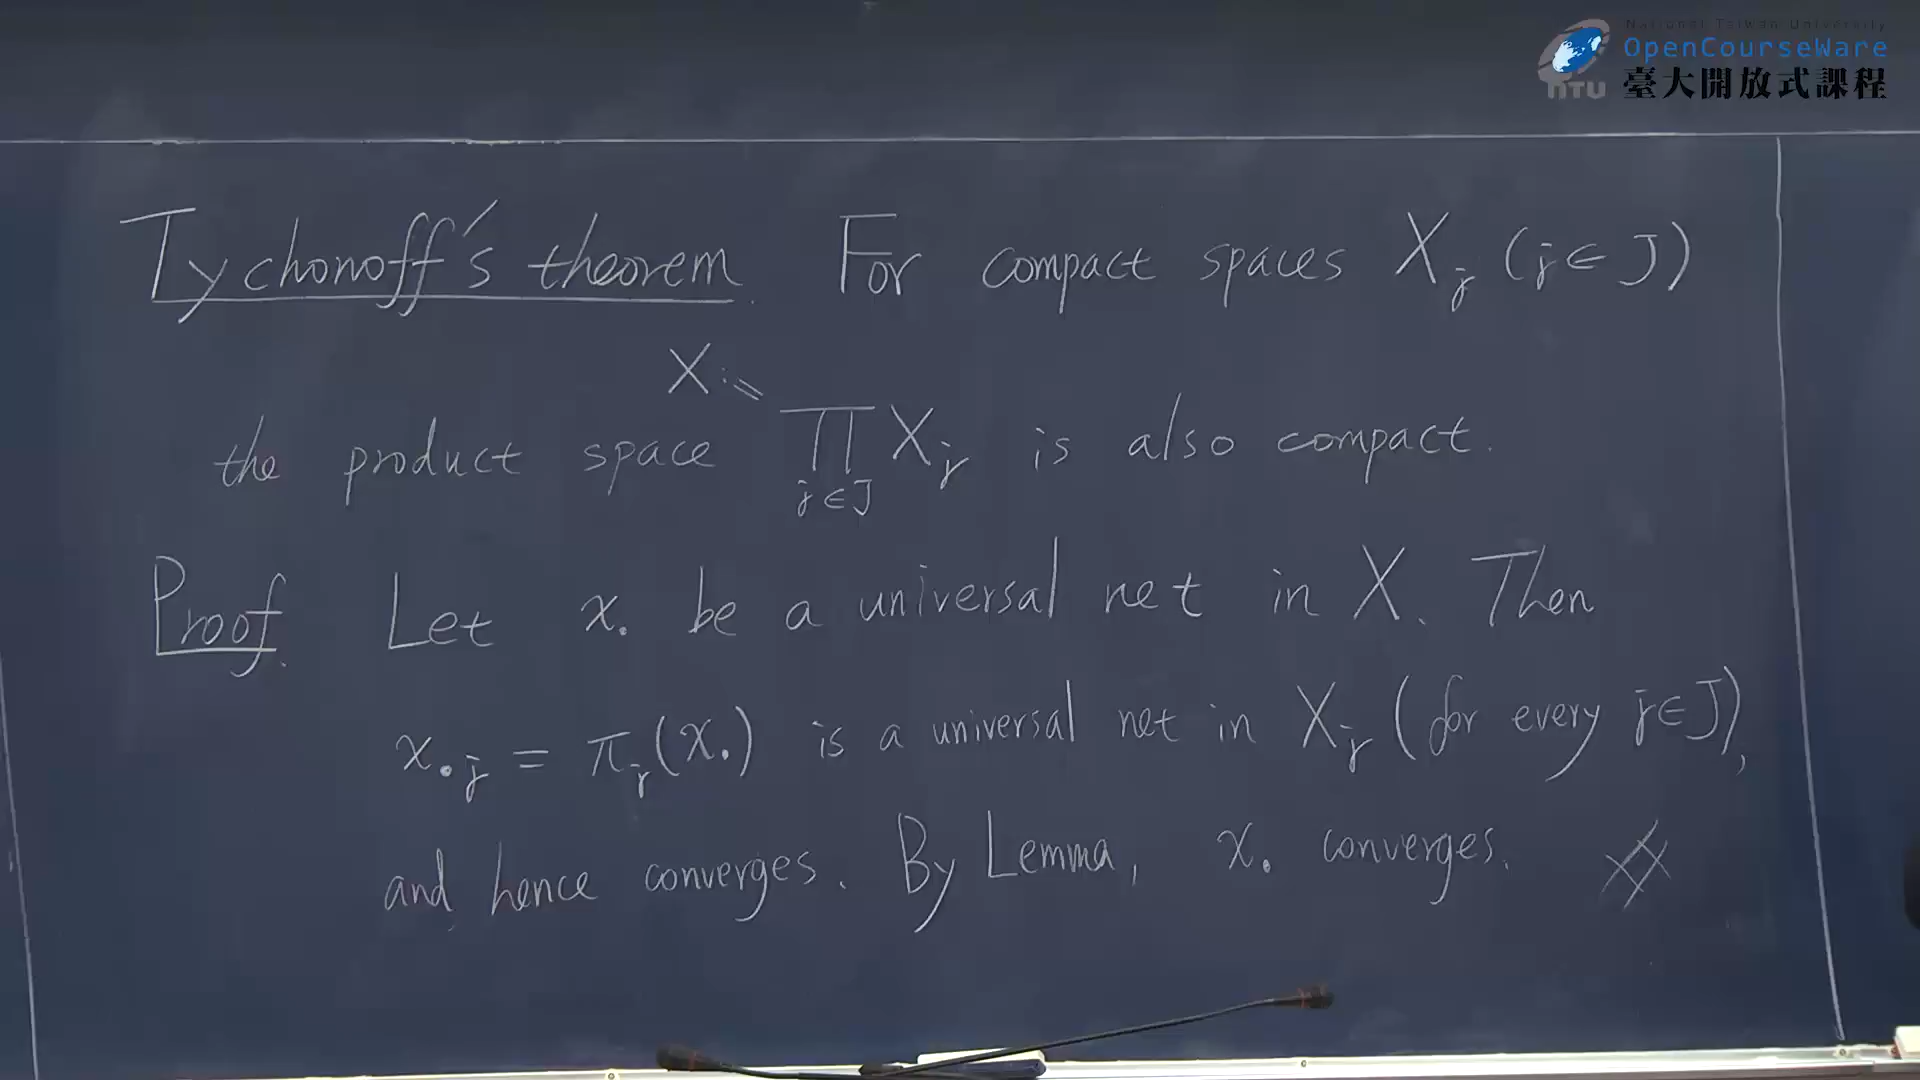 National Taiwan University
OpenCourseWare
NTU 臺大開放式課程
Tychonoff's theorem. For compact spaces X_j (j∈J)
X :=
the product space ∏_{j∈J} X_j is also compact.
Proof. Let x. be a universal net in X. Then
x._j = π_j(x.) is a universal net in X_j (for every j∈J),
and hence converges. By Lemma, x. converges. #